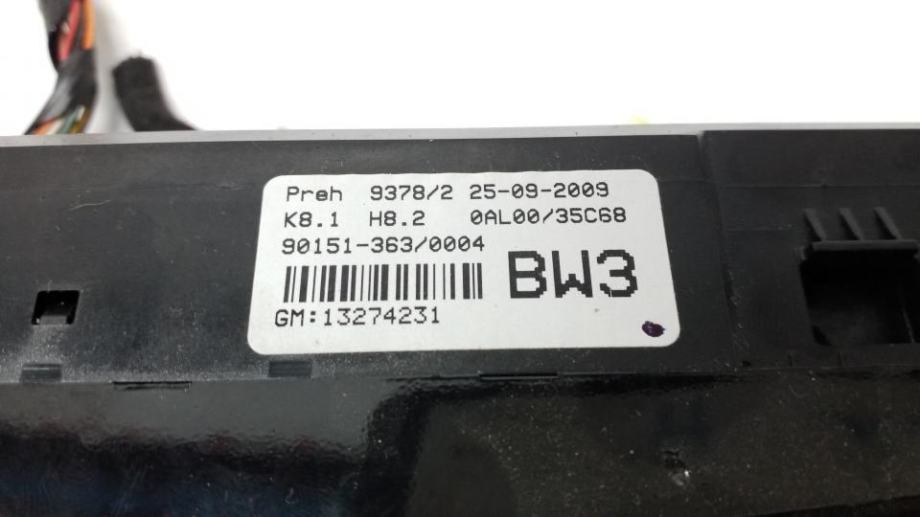 Preh 9378/2 25-09-2009
K8.1 H8.2 0AL00/35C68
90151-363/0004
BW3
GM:13274231